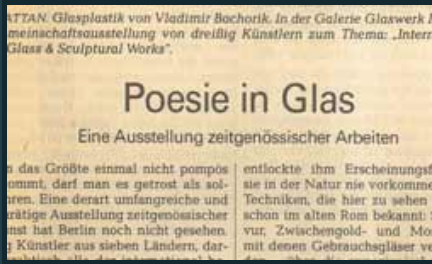 ATTAN. Glasplastik von Vladimir Bachorik. In der Galerie Glaswerk
meinschaftsausstellung von dreißig Künstlern zum Thema: „Intern
Glass & Sculptural Works".
Poesie in Glas
Eine Ausstellung zeitgenössischer Arbeiten
das Größte einmal nicht pompös
ommt, darf man es getrost als sol-
ren. Eine derart umfangreiche und
rätige Ausstellung zeitgenössischer
nst hat Berlin noch nicht gesehen.
Künstler aus sieben Ländern, dar-
entlockte ihm Erscheinungsf
sie in der Natur nie vorkomme
Techniken, die hier zu sehen
schon im alten Rom bekannt:
vur, Zwischengold- und Mo
mit denen Gebrauchsgläser ve